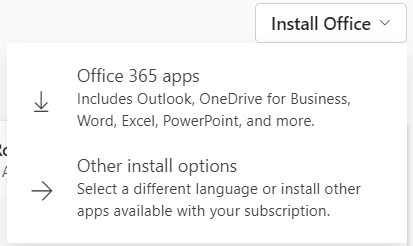 Install Office
Office 365 apps
Includes Outlook, OneDrive for Business,
Word, Excel, PowerPoint, and more.
Other install options
Select a different language or install other
apps available with your subscription.